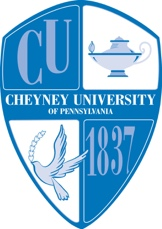 CU
CHEYNEY UNIVERSITY
OF PENNSYLVANIA
1837